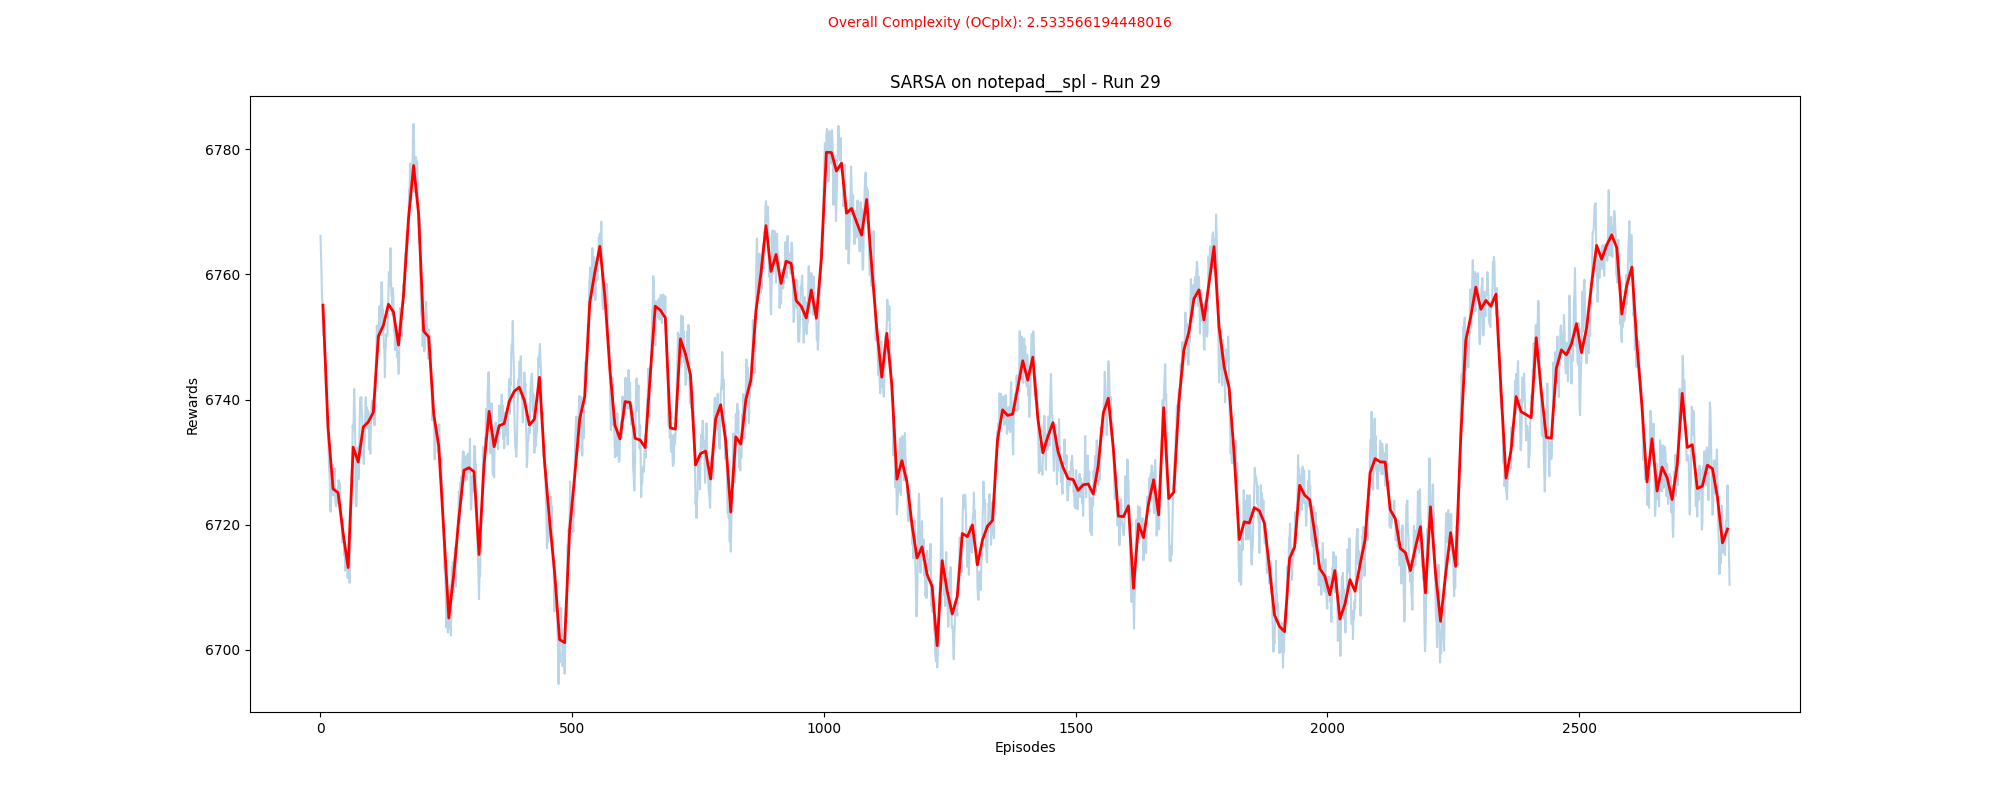 Overall Complexity (OCplx): 2.533566194448016
SARSA on notepad__spl - Run 29
6780
6760
6740
6720
6700
Rewards
0 500 1000 1500 2000 2500
Episodes